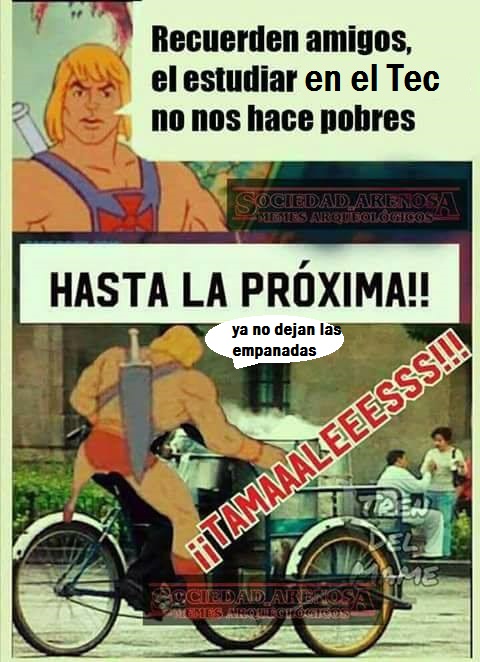 Recuerden amigos,
el estudiar en el Tec
no nos hace pobres
SOCIEDAD ARENOSA
MEMES ARQUEOLÓGICOS
HASTA LA PRÓXIMA!!
ya no dejan las
empanadas
¡¡TAMAAALEEESSS!!!
TREN
DEL
MAME
SOCIEDAD ARENOSA
MEMES ARQUEOLÓGICOS